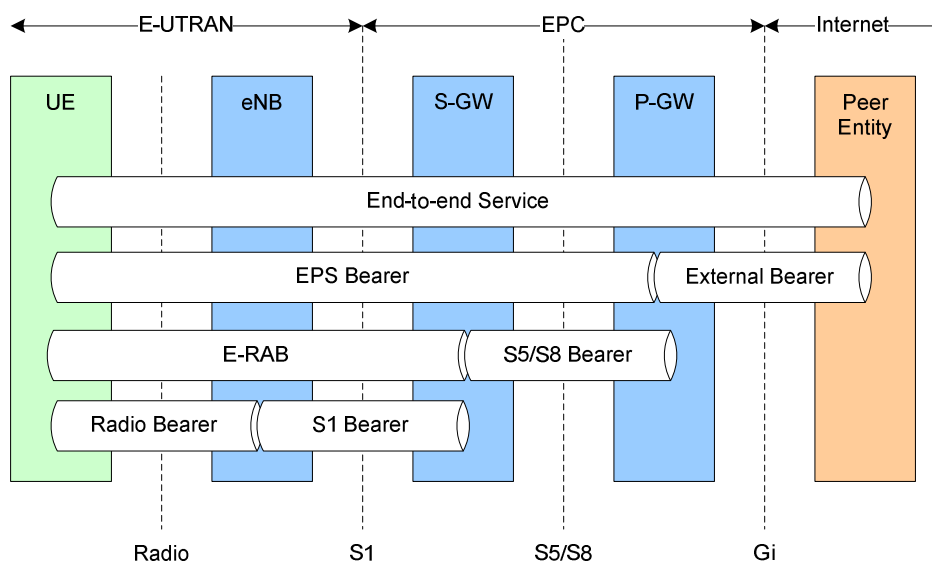 E-UTRAN EPC Internet
UE eNB S-GW P-GW Peer
Entity
End-to-end Service
EPS Bearer External Bearer
E-RAB S5/S8 Bearer
Radio Bearer S1 Bearer
Radio S1 S5/S8 Gi